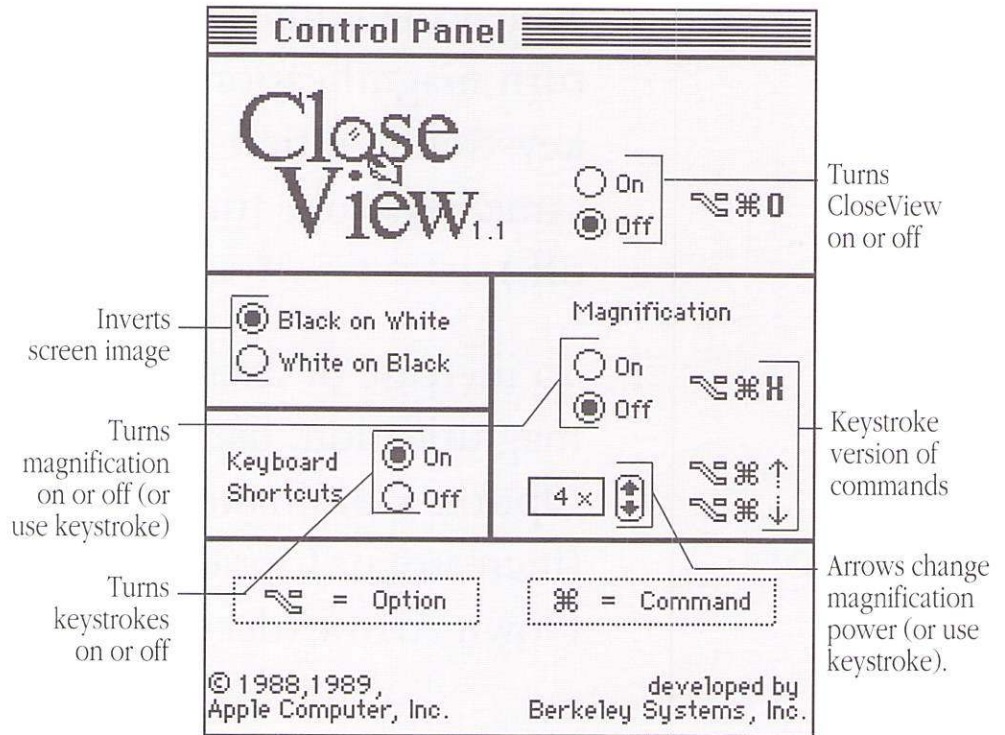 Control Panel
Close
View 1.1
On
Off
⌥⌘O
Turns
CloseView
on or off
Inverts
screen image
Black on White
White on Black
Magnification
On
Off
⌥⌘X
Turns
magnification
on or off (or
use keystroke)
Keyboard
Shortcuts
On
Off
4 x
⌥⌘↑
⌥⌘↓
Keystroke
version of
commands
Turns
keystrokes
on or off
⌥ = Option
⌘ = Command
Arrows change
magnification
power (or use
keystroke).
© 1988,1989,
Apple Computer, Inc.
developed by
Berkeley Systems, Inc.